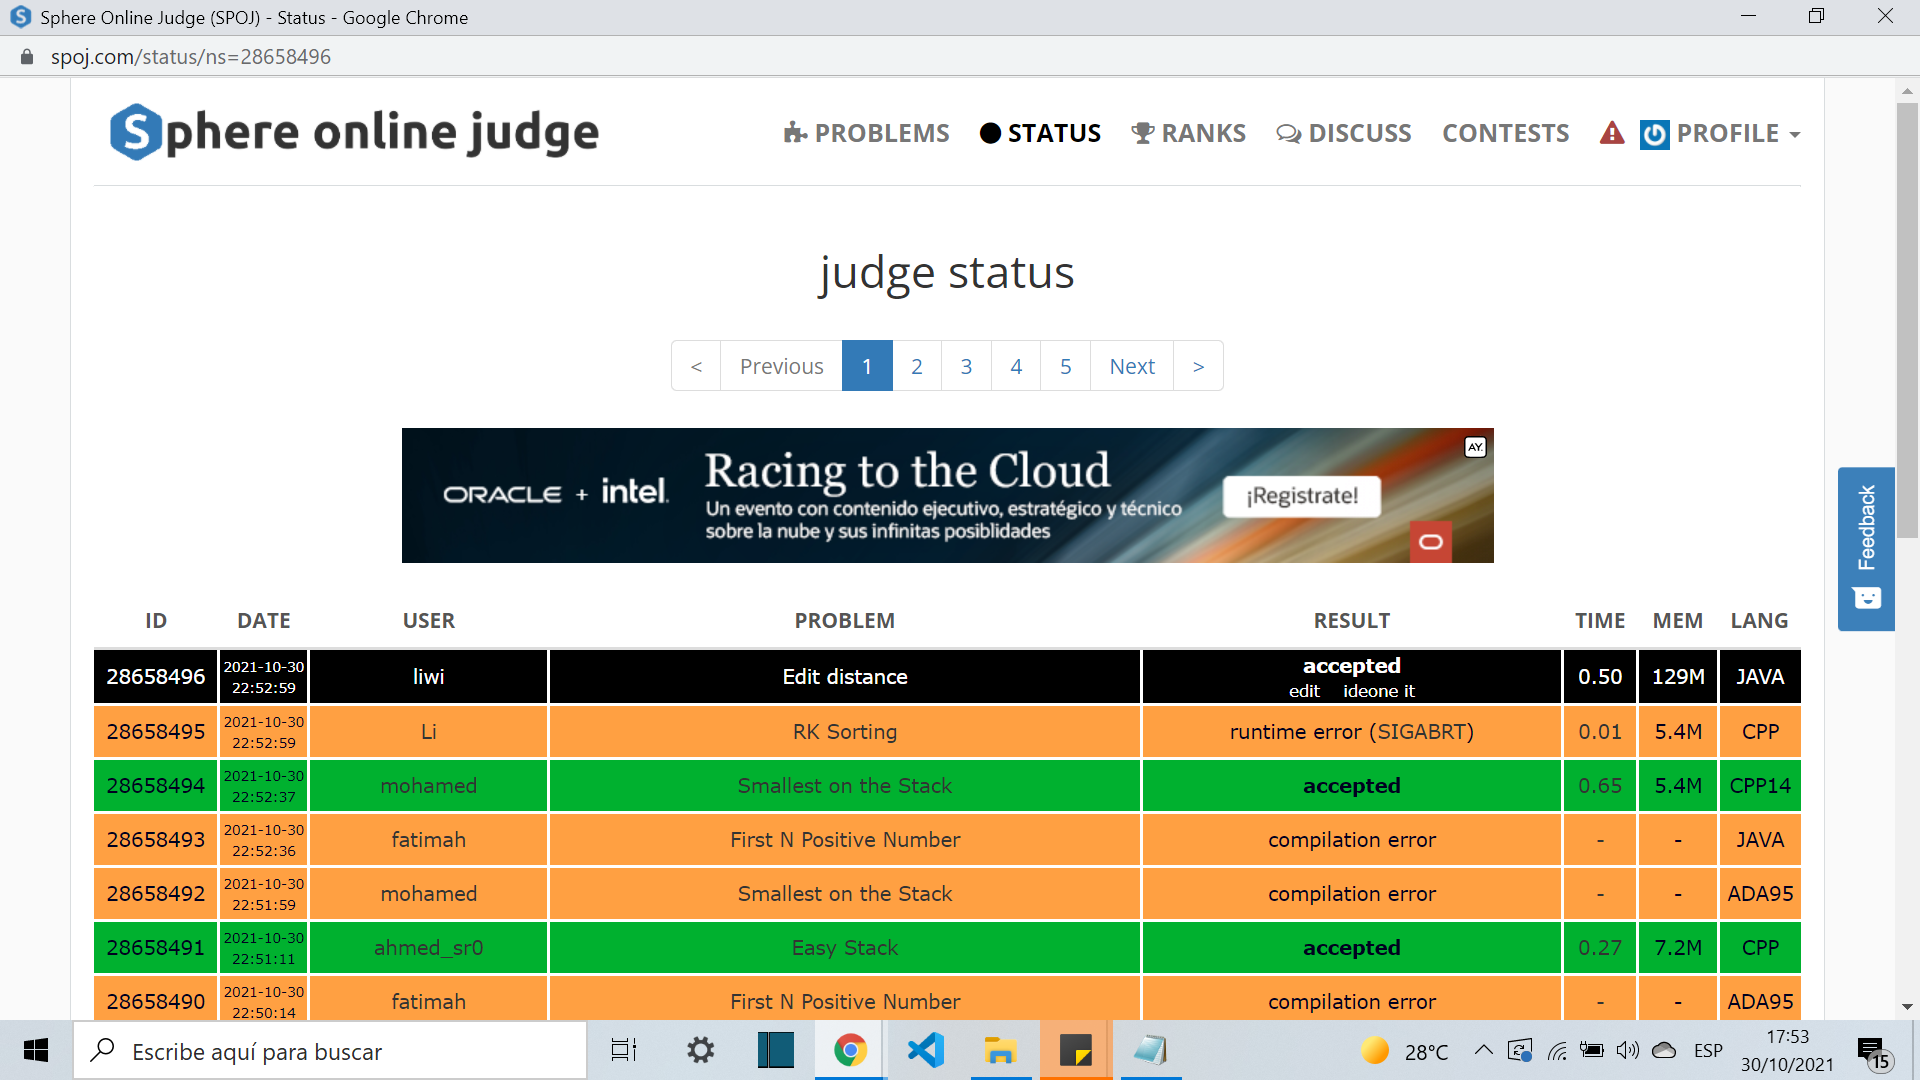 Sphere Online Judge (SPOJ) - Status - Google Chrome
spoj.com/status/ns=28658496
Sphere online judge
PROBLEMS STATUS RANKS DISCUSS CONTESTS PROFILE
judge status
< Previous 1 2 3 4 5 Next >
ORACLE + intel.
Racing to the Cloud
Un evento con contenido ejecutivo, estratégico y técnico
sobre la nube y sus infinitas posiblidades
¡Registrate!
AY.
Feedback
ID DATE USER PROBLEM RESULT TIME MEM LANG
28658496 2021-10-30 22:52:59 liwi Edit distance accepted edit ideone it 0.50 129M JAVA
28658495 2021-10-30 22:52:59 Li RK Sorting runtime error (SIGABRT) 0.01 5.4M CPP
28658494 2021-10-30 22:52:37 mohamed Smallest on the Stack accepted 0.65 5.4M CPP14
28658493 2021-10-30 22:52:36 fatimah First N Positive Number compilation error - - JAVA
28658492 2021-10-30 22:51:59 mohamed Smallest on the Stack compilation error - - ADA95
28658491 2021-10-30 22:51:11 ahmed_sr0 Easy Stack accepted 0.27 7.2M CPP
28658490 2021-10-30 22:50:14 fatimah First N Positive Number compilation error - - ADA95
Escribe aquí para buscar
28°C
ESP
17:53
30/10/2021
15